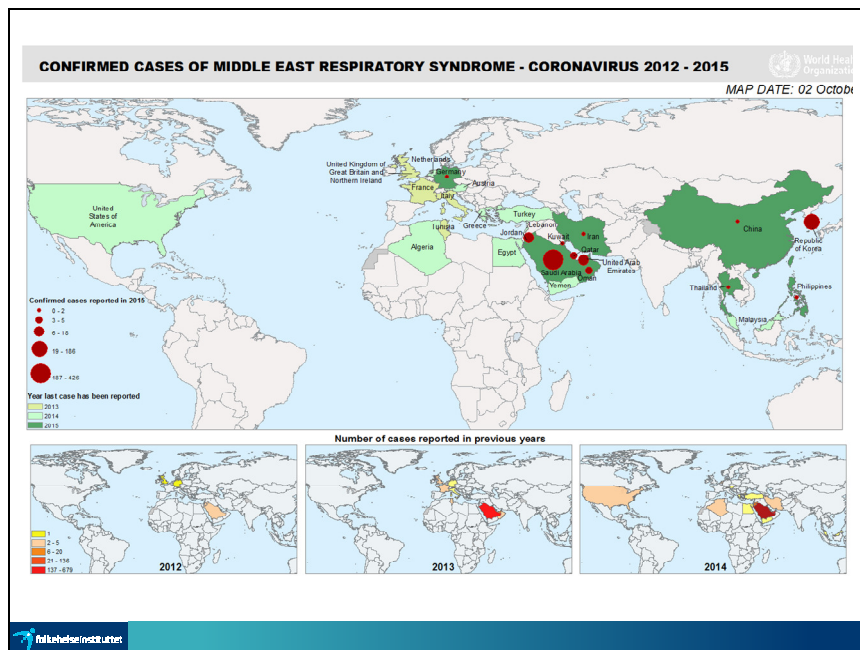 CONFIRMED CASES OF MIDDLE EAST RESPIRATORY SYNDROME - CORONAVIRUS 2012 - 2015
World Heal
Organizatio
MAP DATE: 02 Octobe
Netherlands
United Kingdom of
Great Britain and
Northern Ireland
Germany
Austria
France
Italy
United
States of
America
Turkey
Tunisia
Greece
Lebanon
Jordan
Kuwait
Iran
China
Republic
of Korea
Algeria
Egypt
Qatar
United Arab
Emirates
Saudi Arabia
Oman
Yemen
Thailand
Philippines
Malaysia
Confirmed cases reported in 2015
0 - 2
3 - 5
6 - 18
19 - 186
187 - 426
Year last case has been reported
2013
2014
2015
Number of cases reported in previous years
1
2 - 5
6 - 20
21 - 136
137 - 679
2012
2013
2014
folkehelseinstituttet